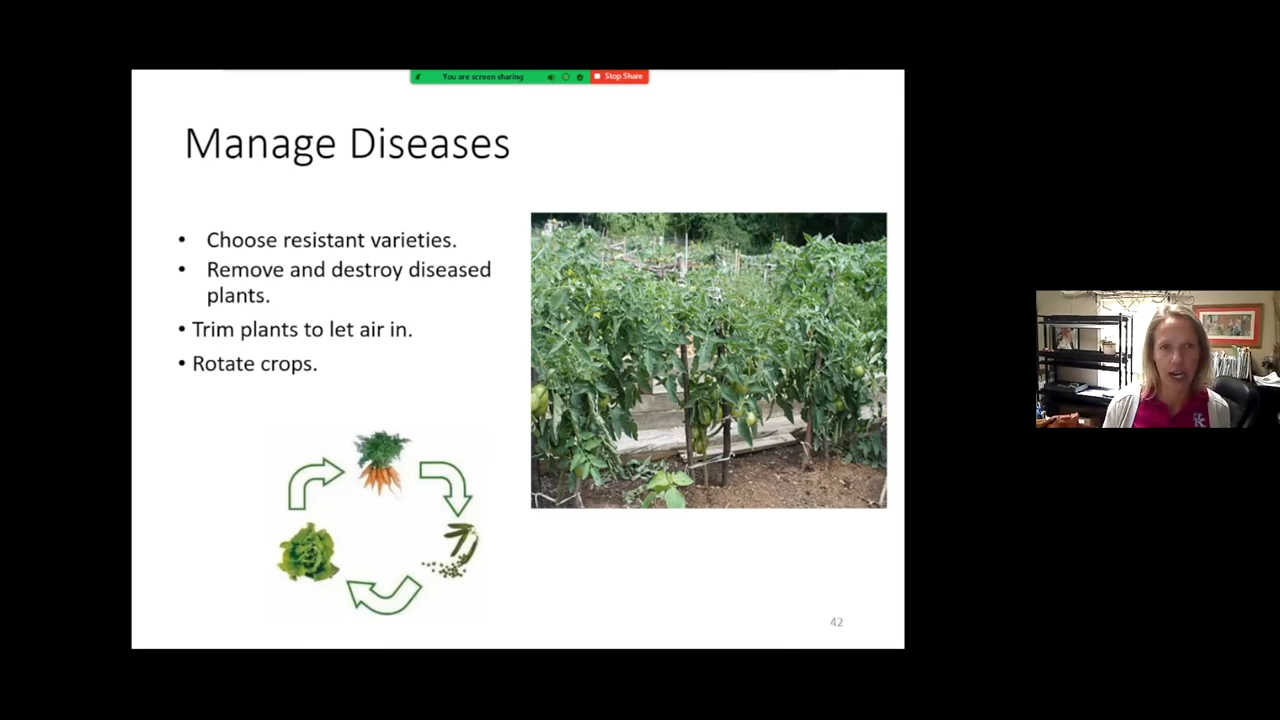 You are screen sharing
Stop Share
Manage Diseases
• Choose resistant varieties.
• Remove and destroy diseased
plants.
• Trim plants to let air in.
• Rotate crops.
42